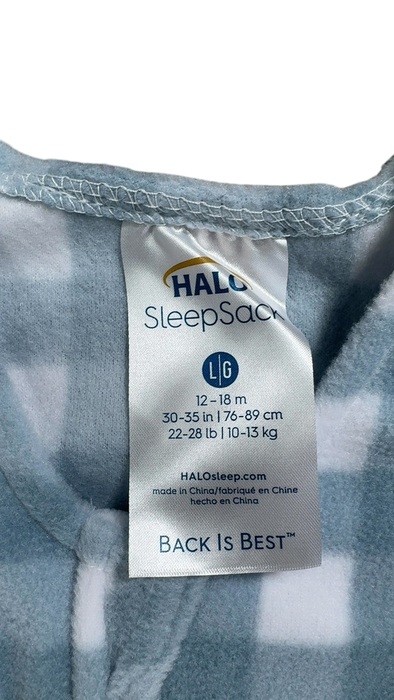 HALO
SleepSack
L|G
12-18 m
30-35 in | 76-89 cm
22-28 lb | 10-13 kg
HALOsleep.com
made in China/fabriqué en Chine
hecho en China
BACK IS BEST™